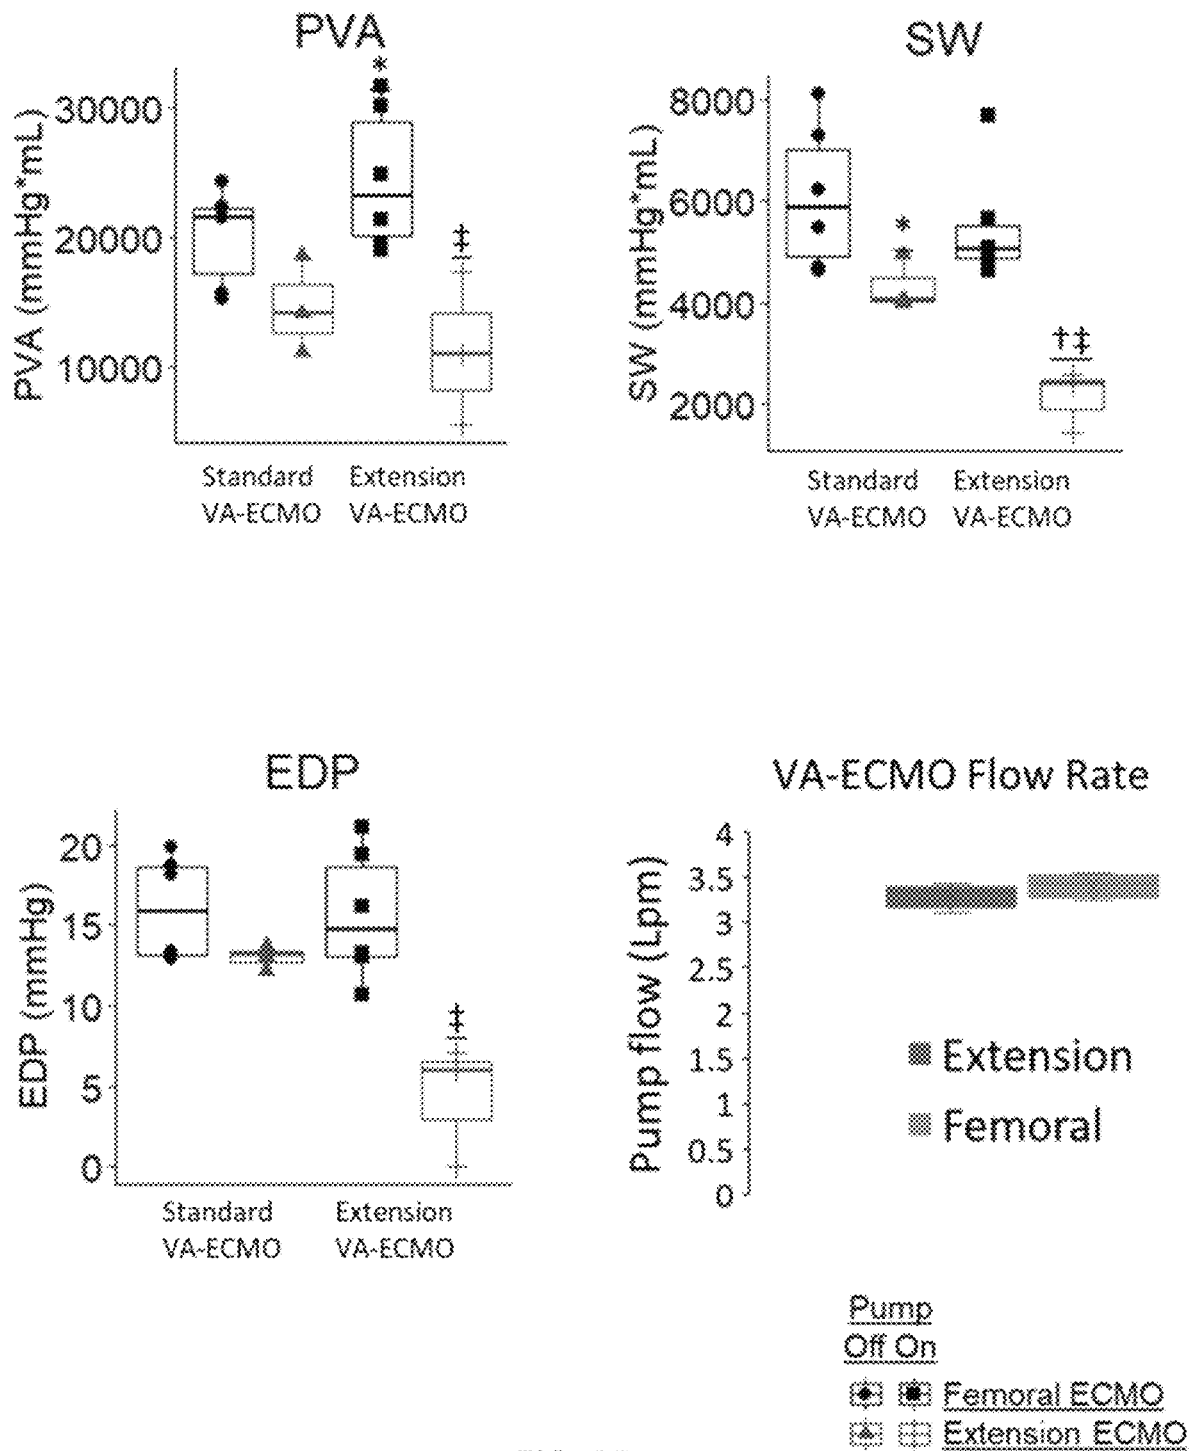 PVA
PVA (mmHg*mL)
30000
20000
10000
*
‡
Standard VA-ECMO
Extension VA-ECMO
SW
SW (mmHg*mL)
8000
6000
4000
2000
*
†‡
Standard VA-ECMO
Extension VA-ECMO
EDP
EDP (mmHg)
20
15
10
5
0
‡
Standard VA-ECMO
Extension VA-ECMO
VA-ECMO Flow Rate
Pump flow (Lpm)
4
3.5
3
2.5
2
1.5
1
0.5
0
Extension
Femoral
Pump
Off On
Femoral ECMO
Extension ECMO